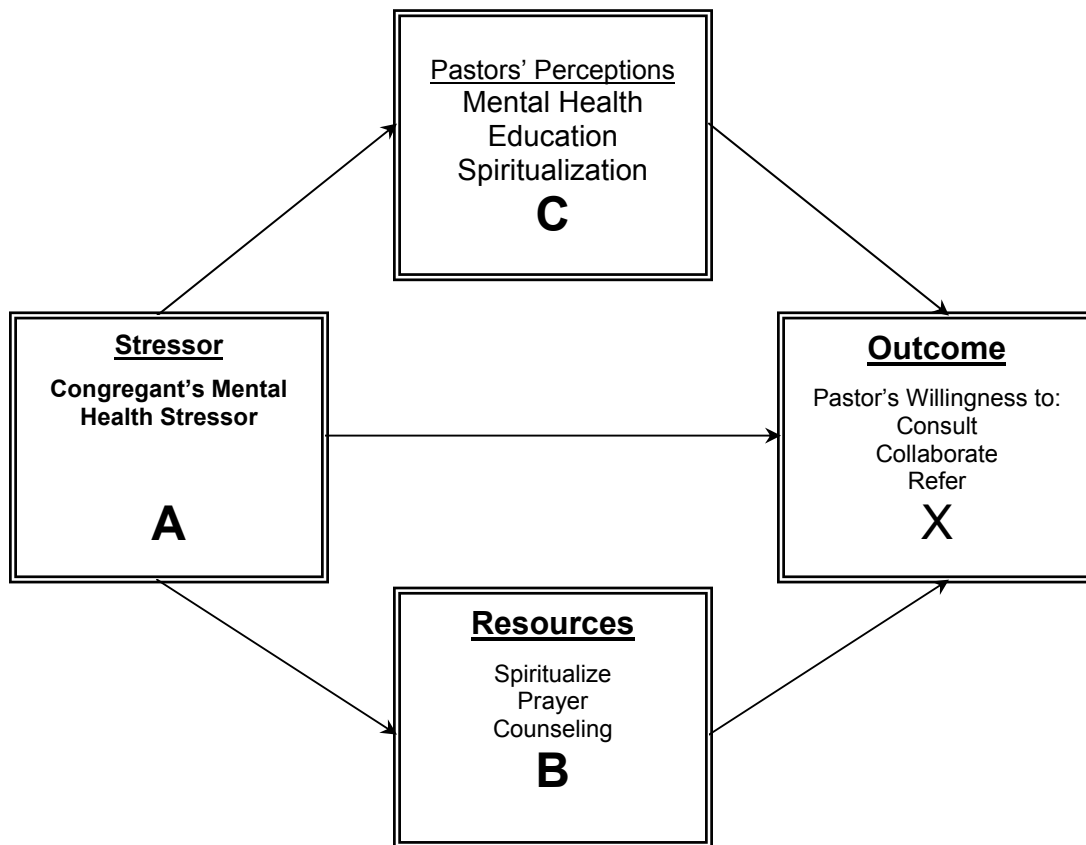 Pastors’ Perceptions
Mental Health
Education
Spiritualization
C
Stressor
Congregant’s Mental
Health Stressor
A
Outcome
Pastor’s Willingness to:
Consult
Collaborate
Refer
X
Resources
Spiritualize
Prayer
Counseling
B